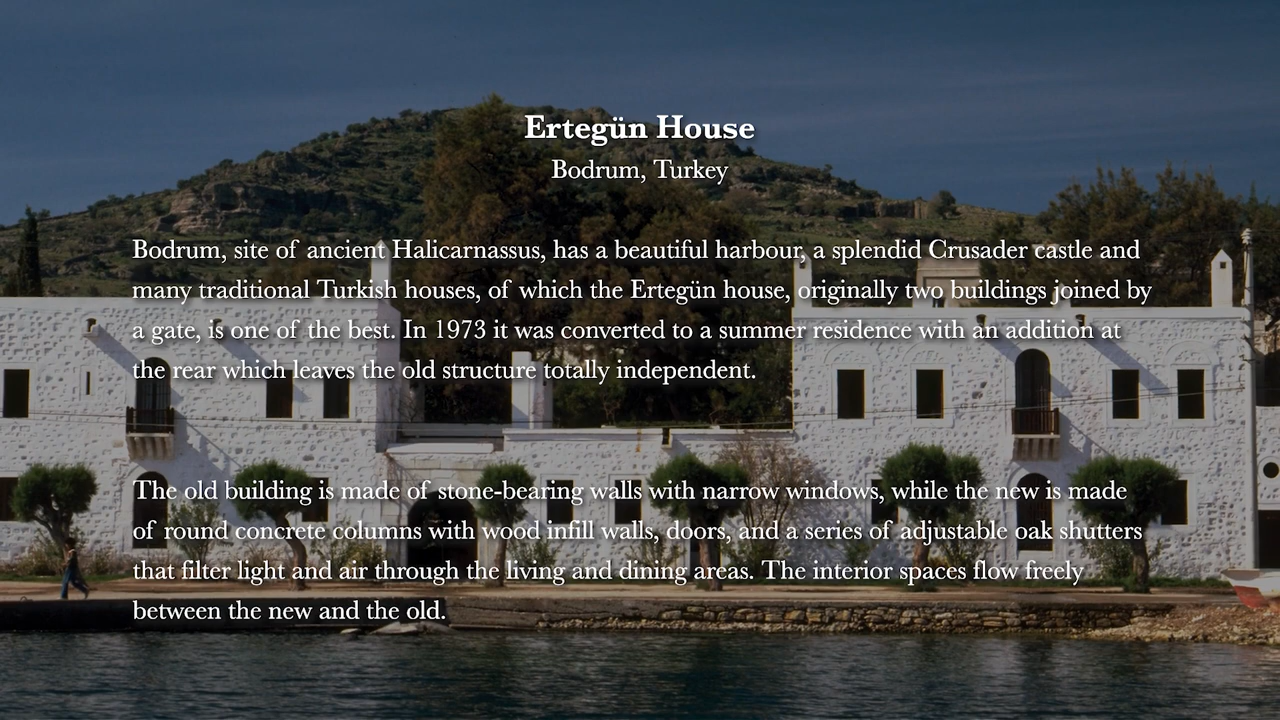 Ertegün House
Bodrum, Turkey
Bodrum, site of ancient Halicarnassus, has a beautiful harbour, a splendid Crusader castle and
many traditional Turkish houses, of which the Ertegün house, originally two buildings joined by
a gate, is one of the best. In 1973 it was converted to a summer residence with an addition at
the rear which leaves the old structure totally independent.
The old building is made of stone-bearing walls with narrow windows, while the new is made
of round concrete columns with wood infill walls, doors, and a series of adjustable oak shutters
that filter light and air through the living and dining areas. The interior spaces flow freely
between the new and the old.